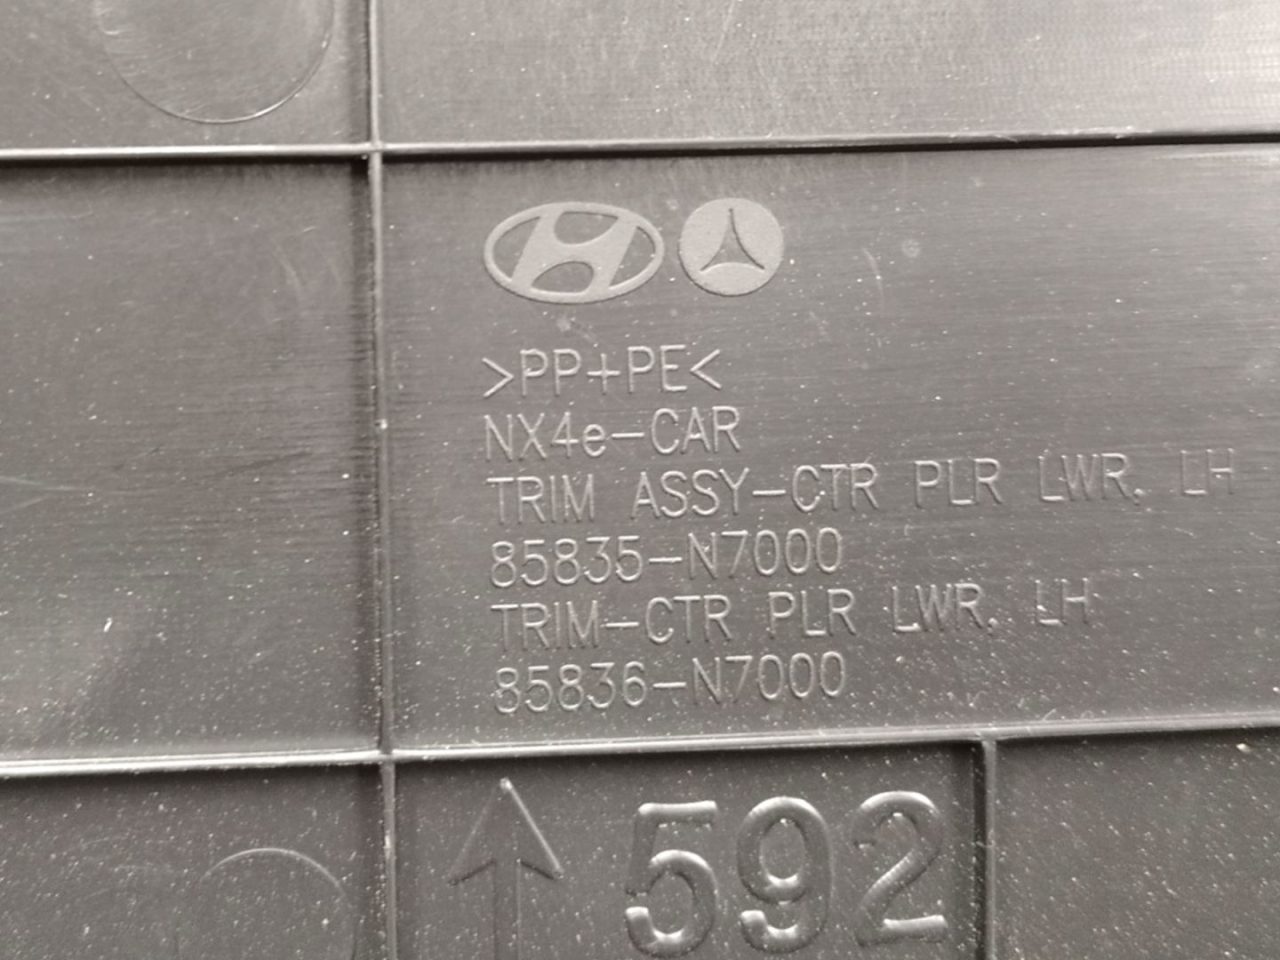 >PP+PE<
NX4e-CAR
TRIM ASSY-CTR PLR LWR, LH
85835-N7000
TRIM-CTR PLR LWR, LH
85836-N7000
592